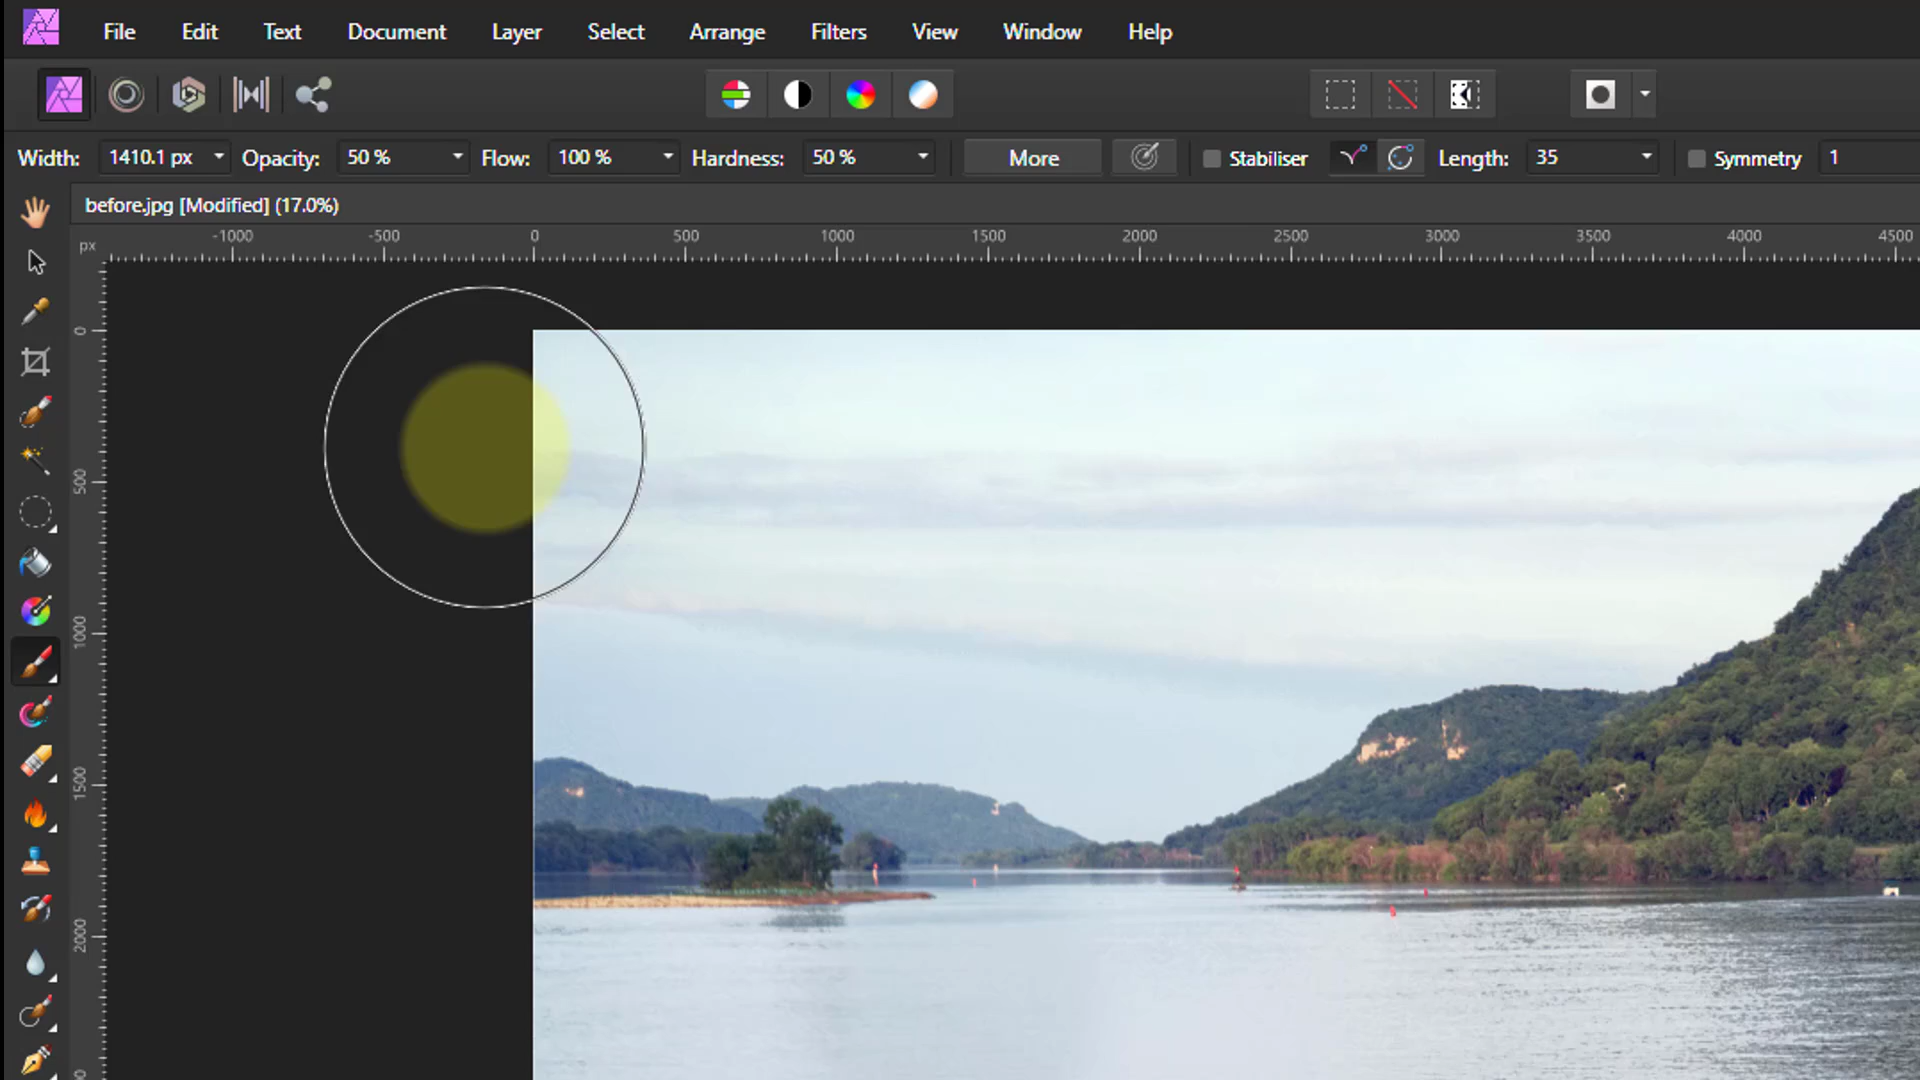 File Edit Text Document Layer Select Arrange Filters View Window Help
Width: 1410.1 px Opacity: 50 % Flow: 100 % Hardness: 50 % More Stabiliser Length: 35 Symmetry 1
before.jpg [Modified] (17.0%)
px -1000 -500 0 500 1000 1500 2000 2500 3000 3500 4000 4500
0
500
1000
1500
2000